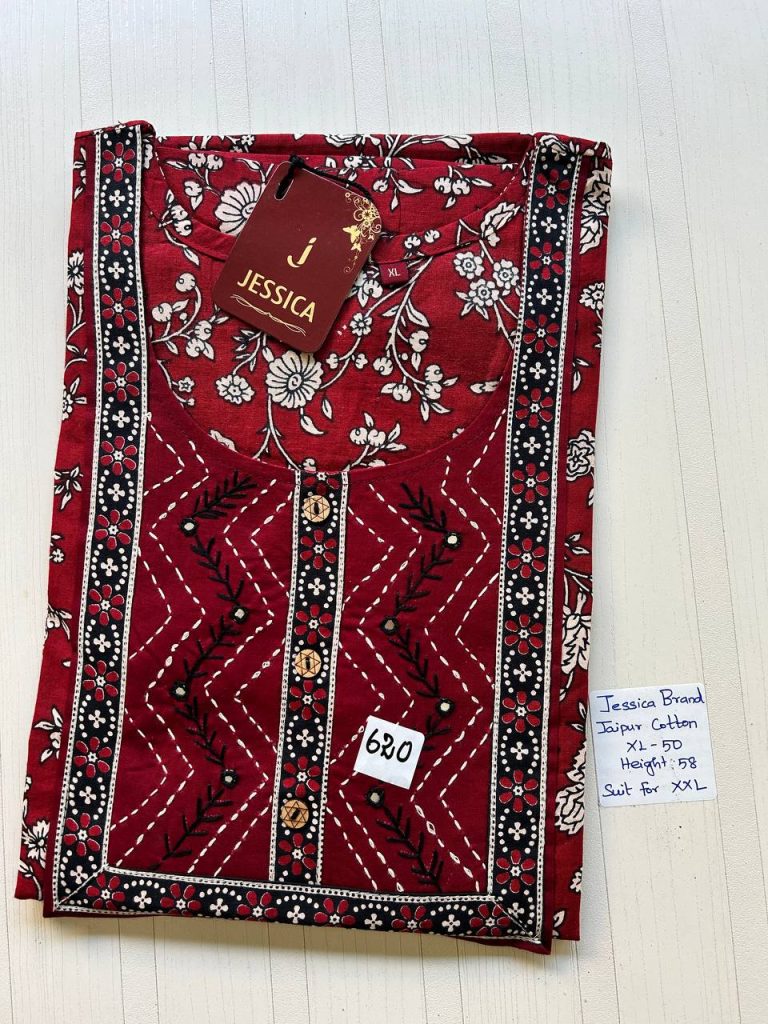 j
JESSICA
XL
620
Jessica Brand
Jaipur Cotton
XL - 50
Height : 58
Suit for XXL